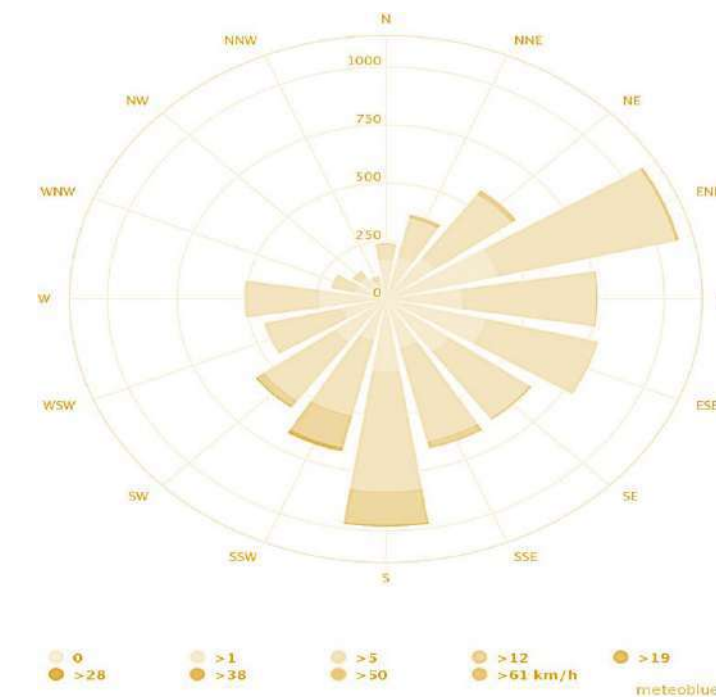 N
NNW
NNE
1000
NW
NE
750
500
WNW
ENE
250
0
W
WSW
ESE
SW
SE
SSW
SSE
S
0 >1 >5 >12 >19
>28 >38 >50 >61 km/h
meteoblue